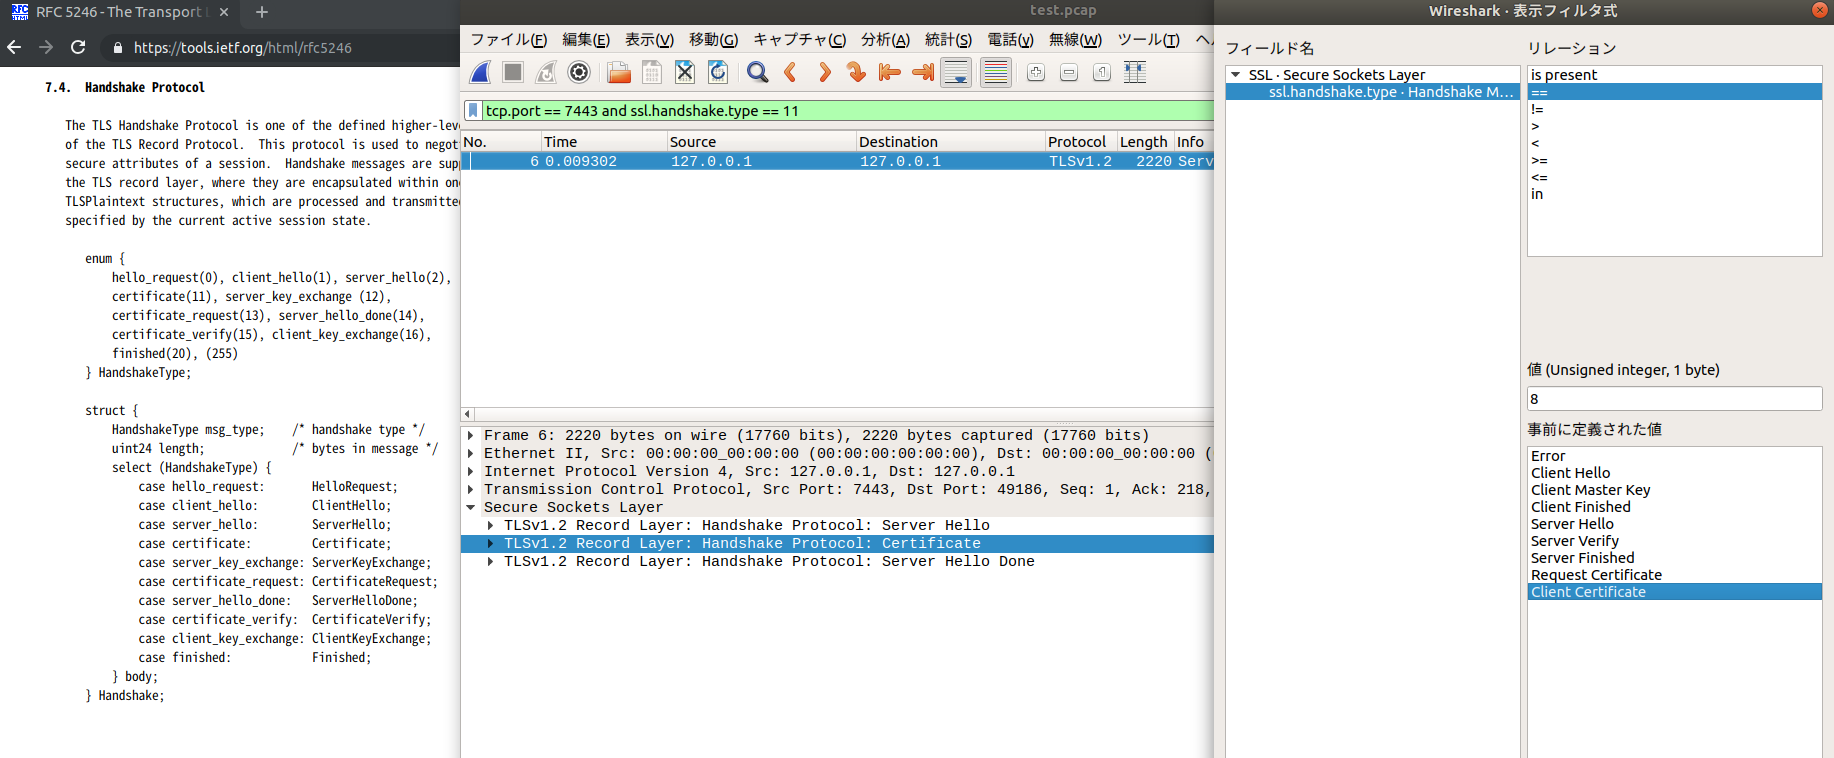 RFC 5246 - The Transport L
https://tools.ietf.org/html/rfc5246
7.4. Handshake Protocol
The TLS Handshake Protocol is one of the defined higher-leve
of the TLS Record Protocol. This protocol is used to negot
secure attributes of a session. Handshake messages are sup
the TLS record layer, where they are encapsulated within on
TLSPlaintext structures, which are processed and transmitte
specified by the current active session state.
enum {
hello_request(0), client_hello(1), server_hello(2),
certificate(11), server_key_exchange (12),
certificate_request(13), server_hello_done(14),
certificate_verify(15), client_key_exchange(16),
finished(20), (255)
} HandshakeType;
struct {
HandshakeType msg_type; /* handshake type */
uint24 length; /* bytes in message */
select (HandshakeType) {
case hello_request: HelloRequest;
case client_hello: ClientHello;
case server_hello: ServerHello;
case certificate: Certificate;
case server_key_exchange: ServerKeyExchange;
case certificate_request: CertificateRequest;
case server_hello_done: ServerHelloDone;
case certificate_verify: CertificateVerify;
case client_key_exchange: ClientKeyExchange;
case finished: Finished;
} body;
} Handshake;
test.pcap
ファイル(F) 編集(E) 表示(V) 移動(G) キャプチャ(C) 分析(A) 統計(S) 電話(y) 無線(W) ツール(T) ヘル
tcp.port == 7443 and ssl.handshake.type == 11
No. Time Source Destination Protocol Length Info
6 0.009302 127.0.0.1 127.0.0.1 TLSv1.2 2220 Serv
Frame 6: 2220 bytes on wire (17760 bits), 2220 bytes captured (17760 bits)
Ethernet II, Src: 00:00:00_00:00:00 (00:00:00:00:00:00), Dst: 00:00:00_00:00:00 (
Internet Protocol Version 4, Src: 127.0.0.1, Dst: 127.0.0.1
Transmission Control Protocol, Src Port: 7443, Dst Port: 49186, Seq: 1, Ack: 218,
Secure Sockets Layer
TLSv1.2 Record Layer: Handshake Protocol: Server Hello
TLSv1.2 Record Layer: Handshake Protocol: Certificate
TLSv1.2 Record Layer: Handshake Protocol: Server Hello Done
Wireshark · 表示フィルタ式
フィールド名
SSL · Secure Sockets Layer
ssl.handshake.type · Handshake M...
リレーション
is present
==
!=
>
<
>=
<=
in
値 (Unsigned integer, 1 byte)
8
事前に定義された値
Error
Client Hello
Client Master Key
Client Finished
Server Hello
Server Verify
Server Finished
Request Certificate
Client Certificate